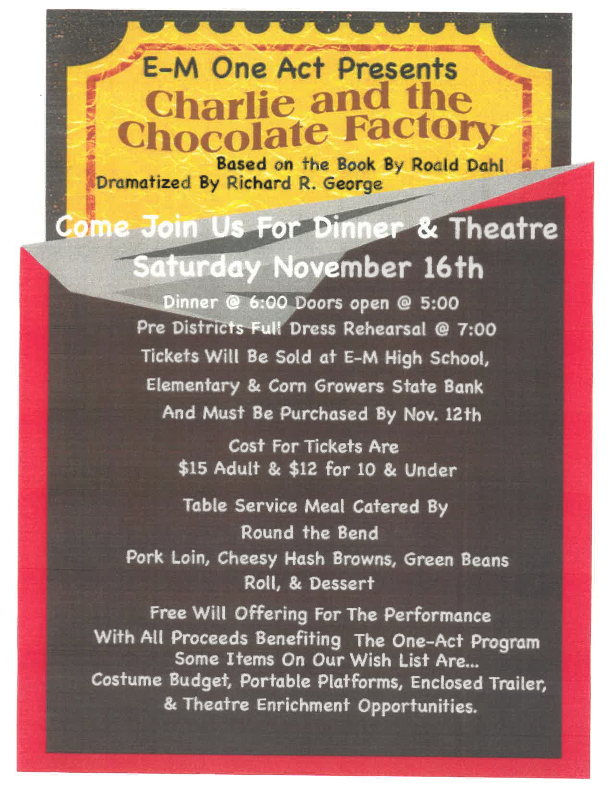 E-M One Act Presents
Charlie and the
Chocolate Factory
Based on the Book By Roald Dahl
Dramatized By Richard R. George
Come Join Us For Dinner & Theatre
Saturday November 16th
Dinner @ 6:00 Doors open @ 5:00
Pre Districts Full Dress Rehearsal @ 7:00
Tickets Will Be Sold at E-M High School,
Elementary & Corn Growers State Bank
And Must Be Purchased By Nov. 12th
Cost For Tickets Are
$15 Adult & $12 for 10 & Under
Table Service Meal Catered By
Round the Bend
Pork Loin, Cheesy Hash Browns, Green Beans
Roll, & Dessert
Free Will Offering For The Performance
With All Proceeds Benefiting The One-Act Program
Some Items On Our Wish List Are...
Costume Budget, Portable Platforms, Enclosed Trailer,
& Theatre Enrichment Opportunities.